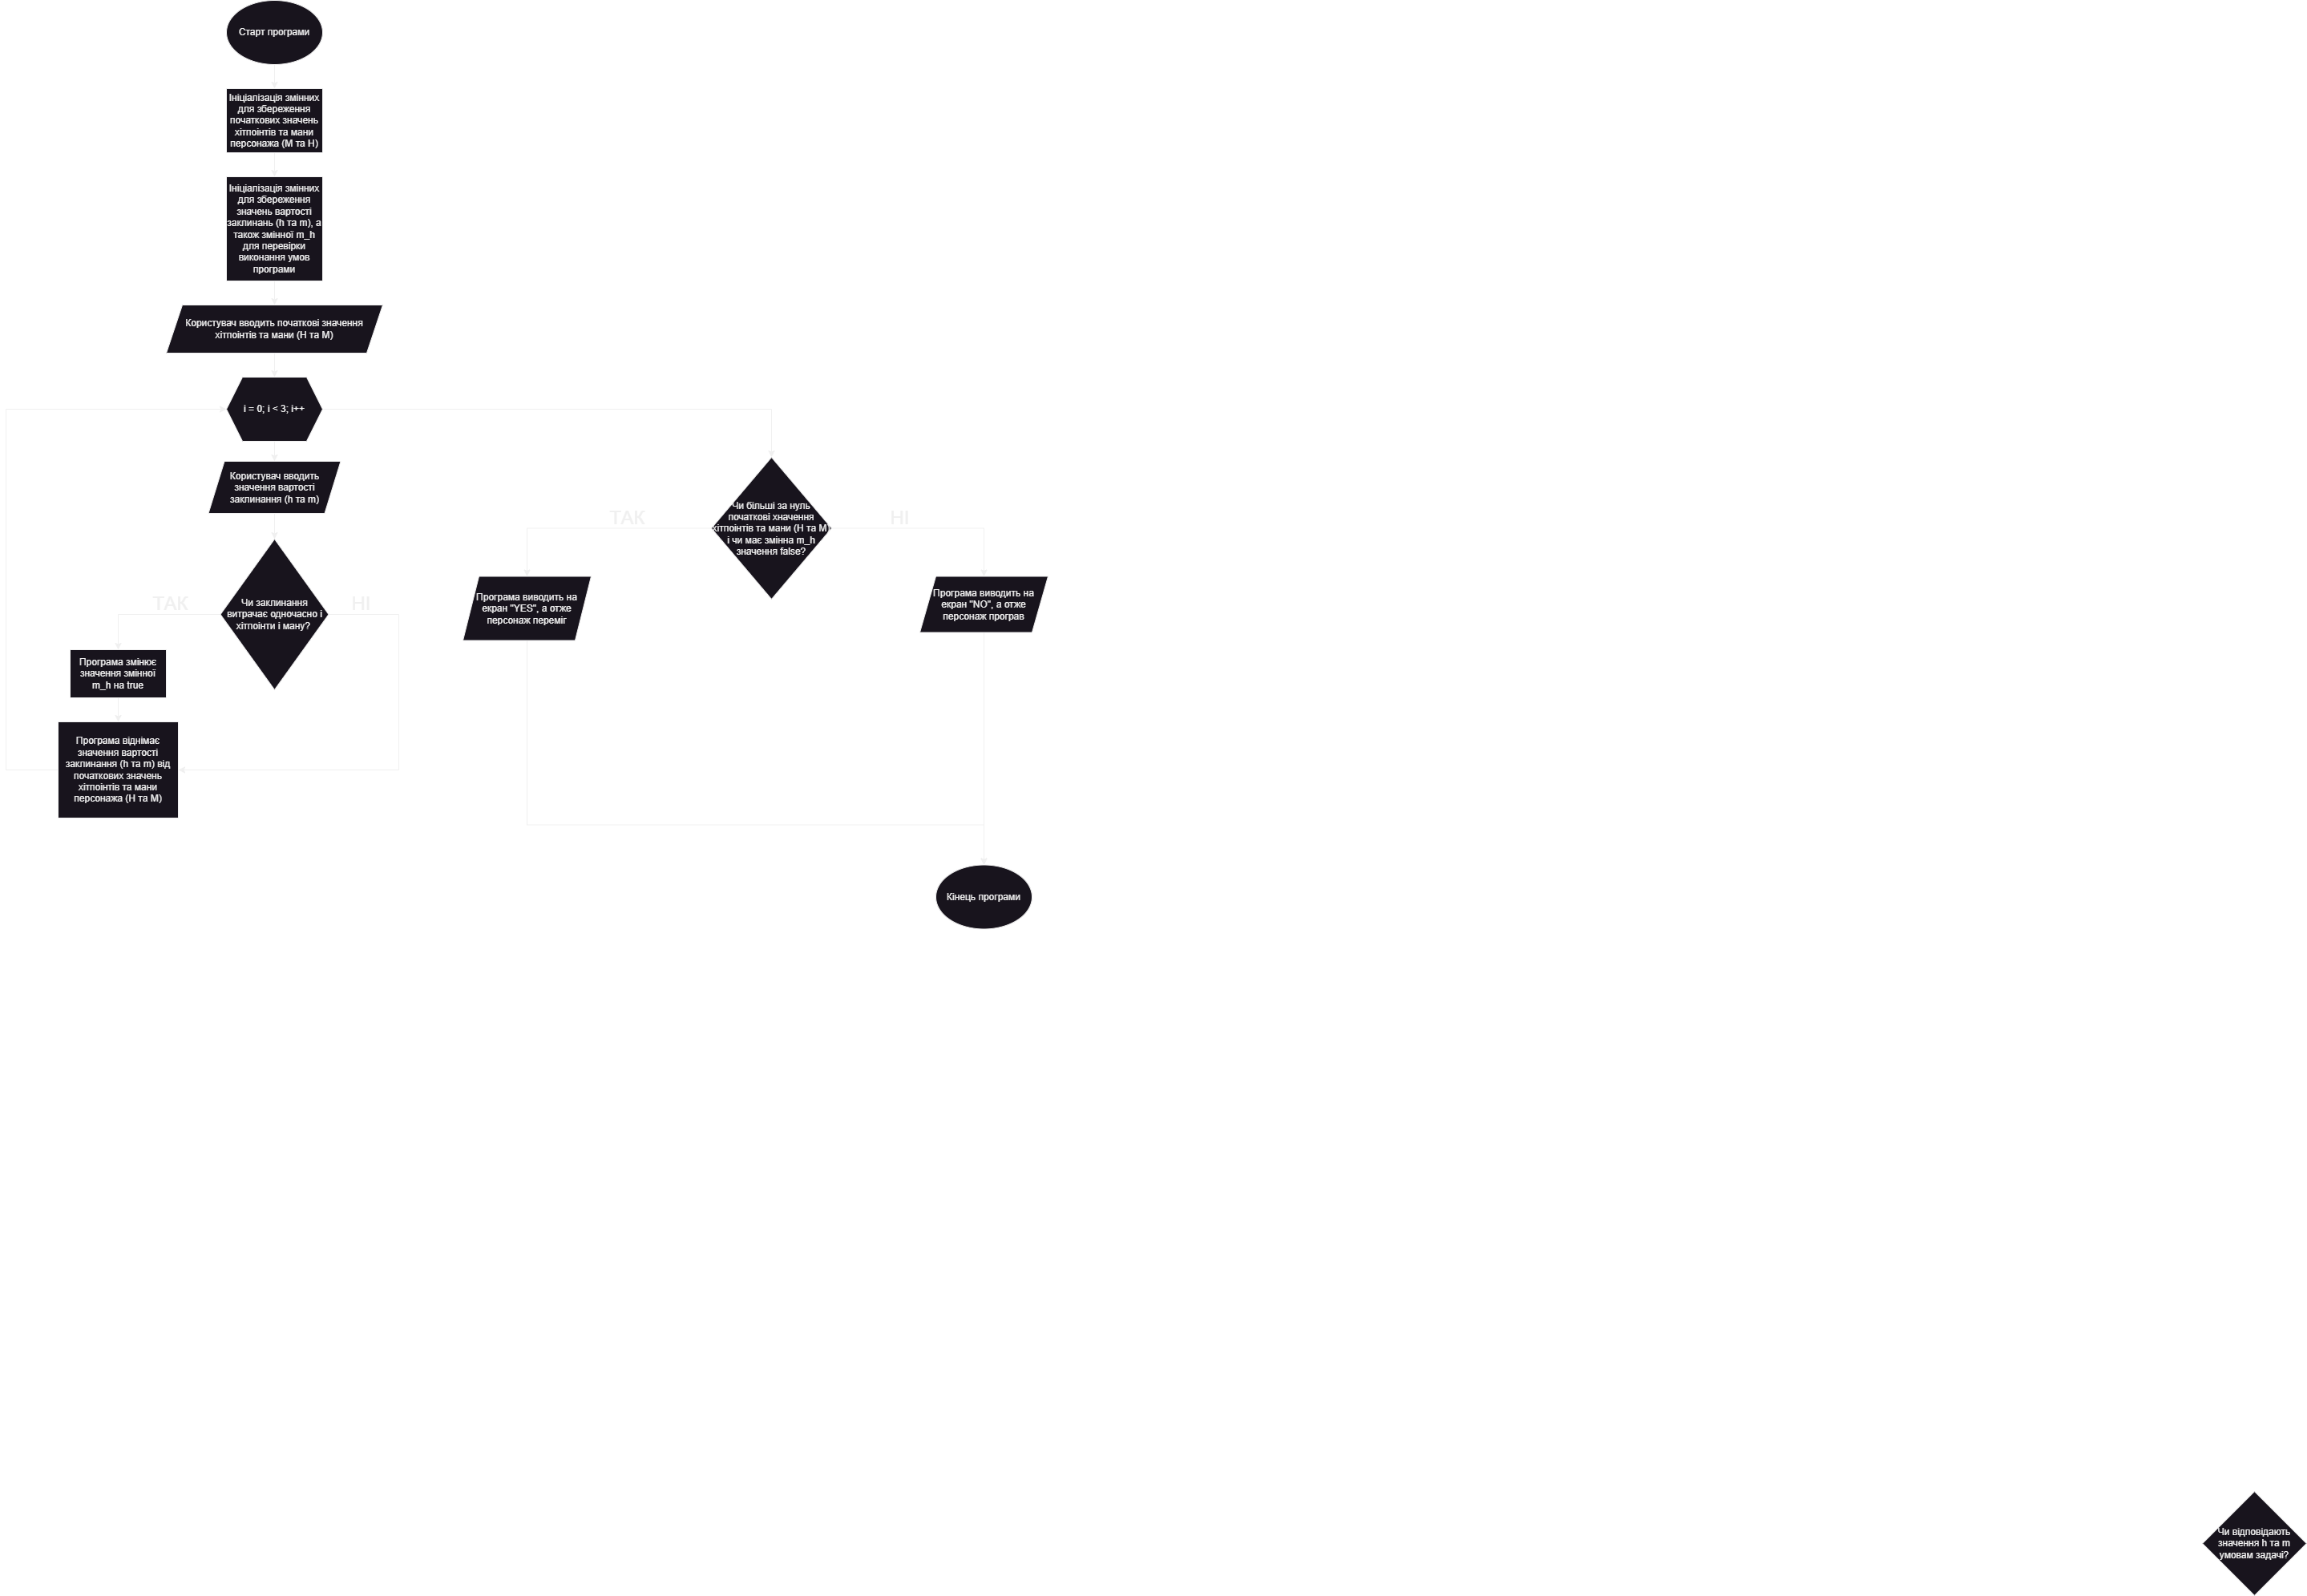 Старт програми
Ініціалізація змінних
для збереження
початкових значень
хітпоінтів та мани
персонажа (М та Н)
Ініціалізація змінних
для збереження
значень вартості
заклинань (h та m), а
також змінної m_h
для перевірки
виконання умов
програми
Користувач вводить початкові значення
хітпоінтів та мани (Н та М)
i = 0; i < 3; i++
Користувач вводить
значення вартості
заклинання (h та m)
ТАК
НІ
Чи заклинання
витрачає одночасно і
хітпоінти і ману?
Програма змінює
значення змінної
m_h на true
Програма віднімає
значення вартості
заклинання (h та m) від
початкових значень
хітпоінтів та мани
персонажа (Н та М)
Чи більші за нуль
початкові хначення
хітпоінтів та мани (Н та М)
і чи має змінна m_h
значення false?
ТАК
НІ
Програма виводить на
екран "YES", а отже
персонаж переміг
Програма виводить на
екран "NO", а отже
персонаж програв
Кінець програми
Чи відповідають
значення h та m
умовам задачі?